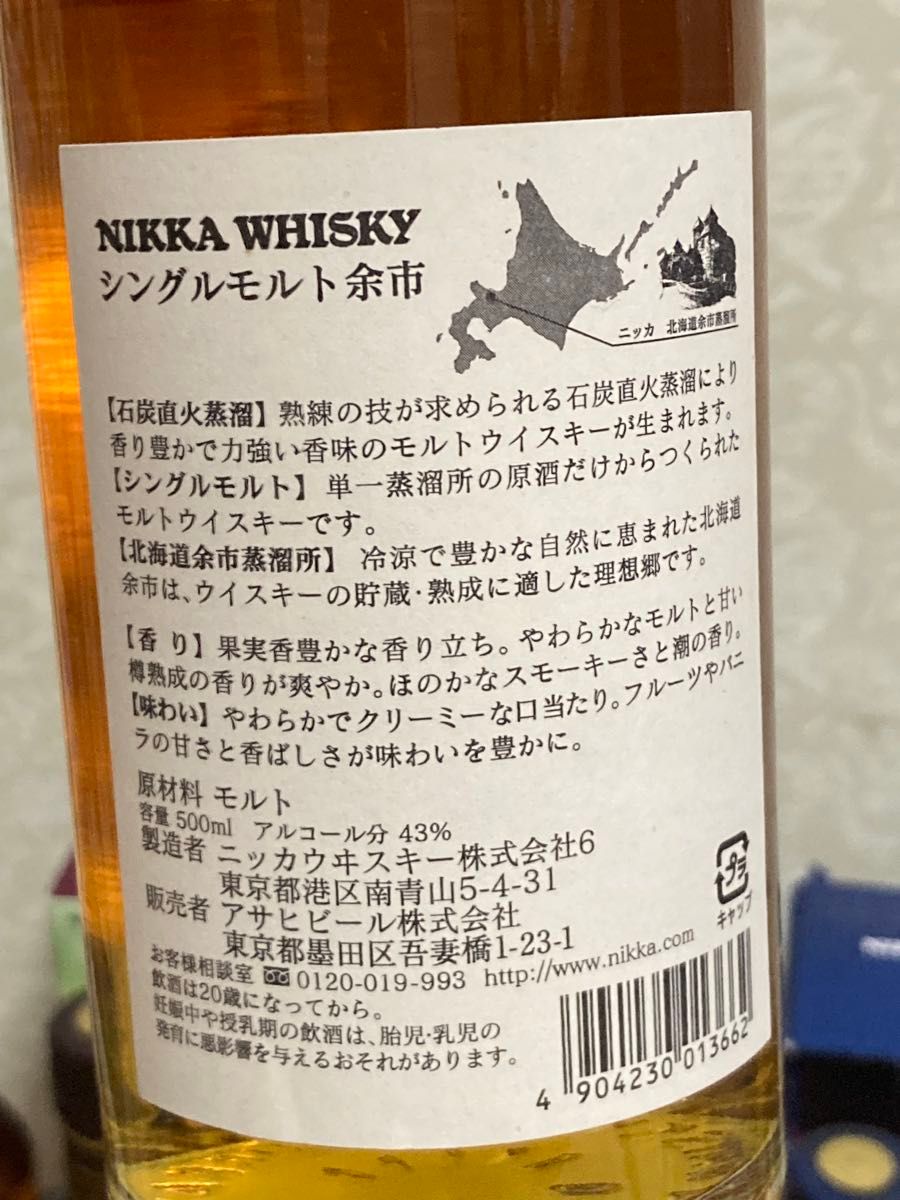 NIKKA WHISKY
シングルモルト余市
ニッカ 北海道余市蒸溜所
【石炭直火蒸溜】熟練の技が求められる石炭直火蒸溜により
香り豊かで力強い香味のモルトウイスキーが生まれます。
【シングルモルト】単一蒸溜所の原酒だけからつくられた
モルトウイスキーです。
【北海道余市蒸溜所】 冷涼で豊かな自然に恵まれた北海道
余市は、ウイスキーの貯蔵・熟成に適した理想郷です。
【香り】果実香豊かな香り立ち。やわらかなモルトと甘い
樽熟成の香りが爽やか。ほのかなスモーキーさと潮の香り。
【味わい】やわらかでクリーミーな口当たり。フルーツやバニ
ラの甘さと香ばしさが味わいを豊かに。
原材料 モルト
容量 500ml アルコール分 43%
製造者 ニッカウヰスキー株式会社6
東京都港区南青山5-4-31
販売者 アサヒビール株式会社
東京都墨田区吾妻橋1-23-1
お客様相談室 0120-019-993 http://www.nikka.com
飲酒は20歳になってから。
妊娠中や授乳期の飲酒は、胎児・乳児の
発育に悪影響を与えるおそれがあります。
プラ
キャップ
4 904230 013662